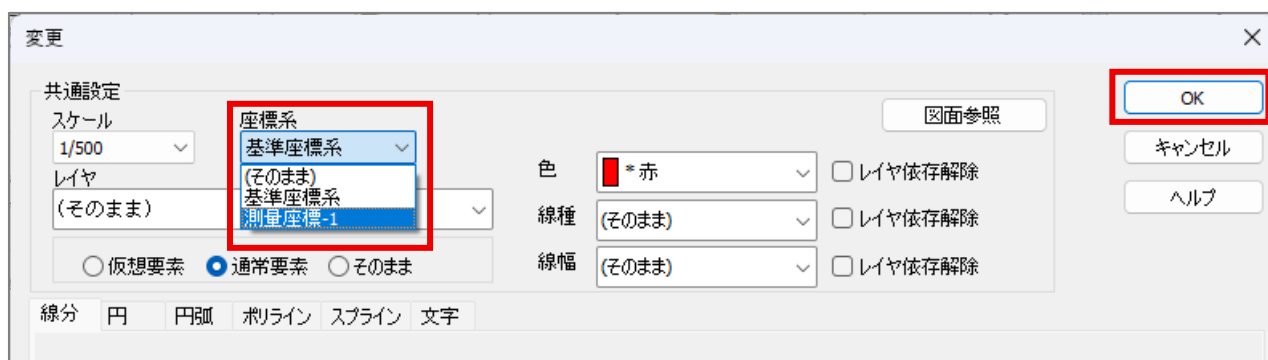 変更
共通設定
スケール
1/500
座標系
基準座標系
(そのまま)
基準座標系
測量座標-1
レイヤ
(そのまま)
仮想要素 通常要素 そのまま
図面参照
色 *赤 レイヤ依存解除
線種 (そのまま) レイヤ依存解除
線幅 (そのまま) レイヤ依存解除
OK
キャンセル
ヘルプ
線分 円 円弧 ポリライン スプライン 文字